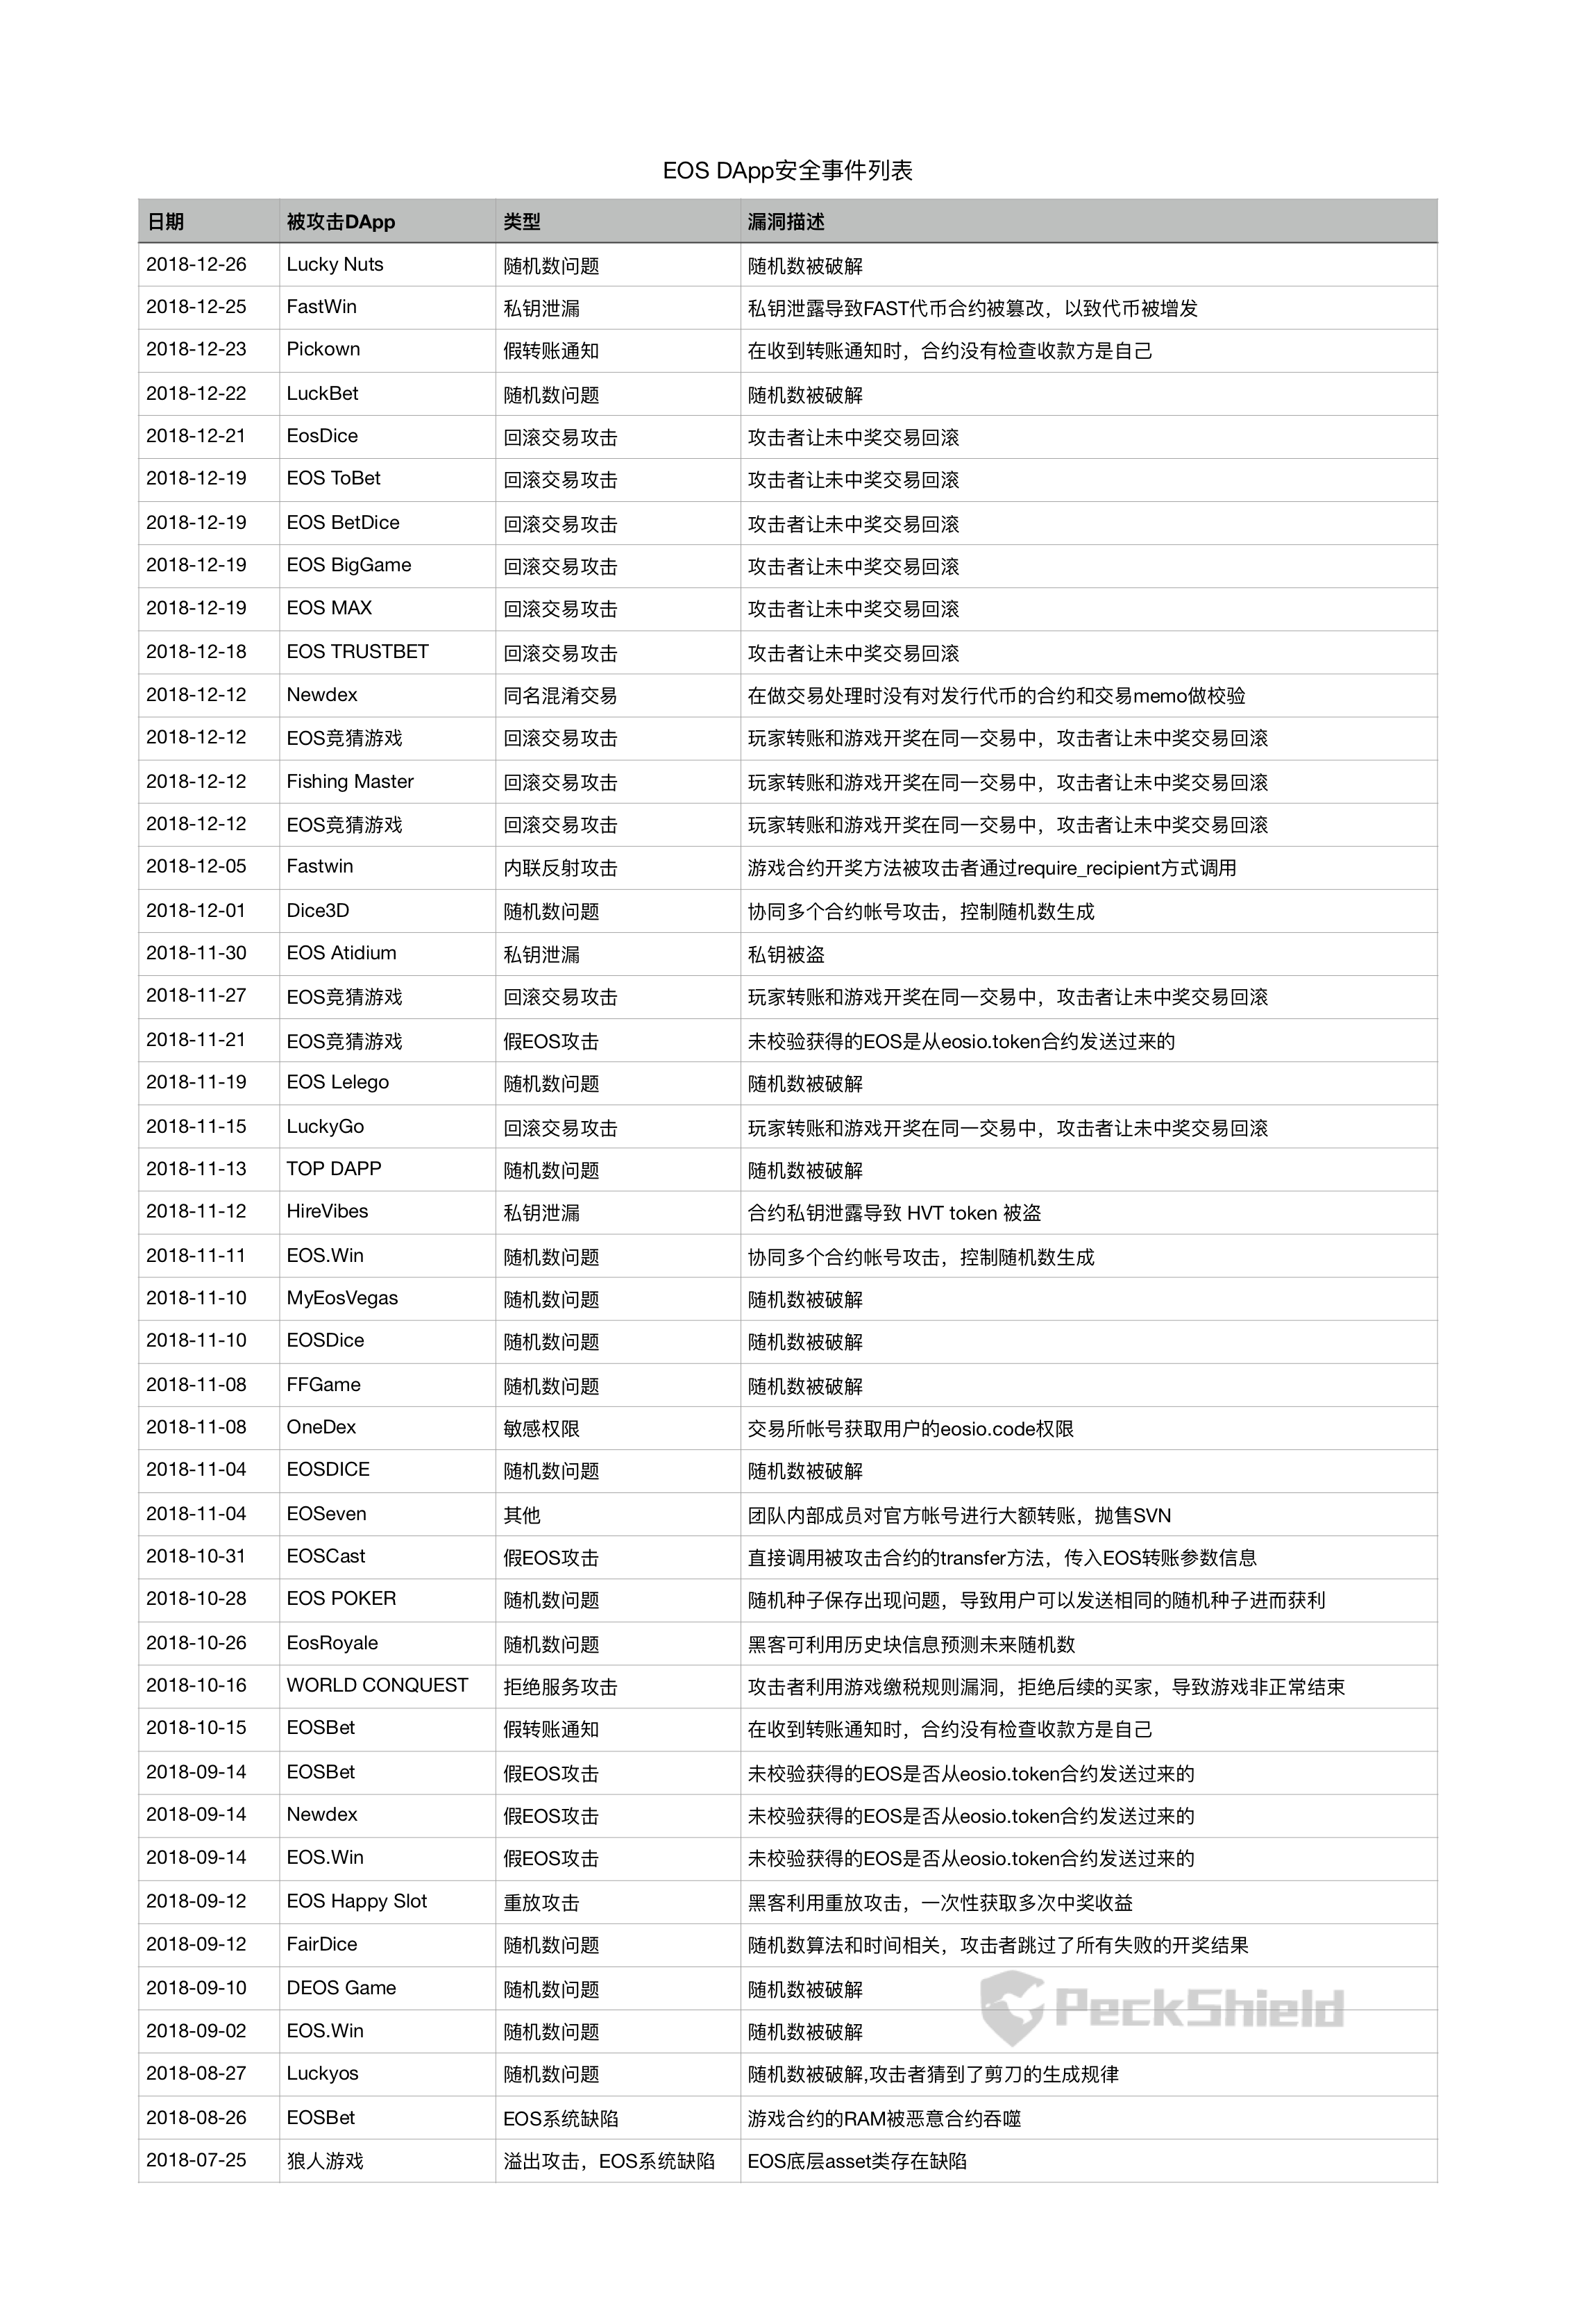 EOS DApp安全事件列表
日期 被攻击DApp 类型 漏洞描述
2018-12-26 Lucky Nuts 随机数问题 随机数被破解
2018-12-25 FastWin 私钥泄漏 私钥泄露导致FAST代币合约被篡改，以致代币被增发
2018-12-23 Pickown 假转账通知 在收到转账通知时，合约没有检查收款方是自己
2018-12-22 LuckBet 随机数问题 随机数被破解
2018-12-21 EosDice 回滚交易攻击 攻击者让未中奖交易回滚
2018-12-19 EOS ToBet 回滚交易攻击 攻击者让未中奖交易回滚
2018-12-19 EOS BetDice 回滚交易攻击 攻击者让未中奖交易回滚
2018-12-19 EOS BigGame 回滚交易攻击 攻击者让未中奖交易回滚
2018-12-19 EOS MAX 回滚交易攻击 攻击者让未中奖交易回滚
2018-12-18 EOS TRUSTBET 回滚交易攻击 攻击者让未中奖交易回滚
2018-12-12 Newdex 同名混淆交易 在做交易处理时没有对发行代币的合约和交易memo做校验
2018-12-12 EOS竞猜游戏 回滚交易攻击 玩家转账和游戏开奖在同一交易中，攻击者让未中奖交易回滚
2018-12-12 Fishing Master 回滚交易攻击 玩家转账和游戏开奖在同一交易中，攻击者让未中奖交易回滚
2018-12-12 EOS竞猜游戏 回滚交易攻击 玩家转账和游戏开奖在同一交易中，攻击者让未中奖交易回滚
2018-12-05 Fastwin 内联反射攻击 游戏合约开奖方法被攻击者通过require_recipient方式调用
2018-12-01 Dice3D 随机数问题 协同多个合约帐号攻击，控制随机数生成
2018-11-30 EOS Atidium 私钥泄漏 私钥被盗
2018-11-27 EOS竞猜游戏 回滚交易攻击 玩家转账和游戏开奖在同一交易中，攻击者让未中奖交易回滚
2018-11-21 EOS竞猜游戏 假EOS攻击 未校验获得的EOS是从eosio.token合约发送过来的
2018-11-19 EOS Lelego 随机数问题 随机数被破解
2018-11-15 LuckyGo 回滚交易攻击 玩家转账和游戏开奖在同一交易中，攻击者让未中奖交易回滚
2018-11-13 TOP DAPP 随机数问题 随机数被破解
2018-11-12 HireVibes 私钥泄漏 合约私钥泄露导致 HVT token 被盗
2018-11-11 EOS.Win 随机数问题 协同多个合约帐号攻击，控制随机数生成
2018-11-10 MyEosVegas 随机数问题 随机数被破解
2018-11-10 EOSDice 随机数问题 随机数被破解
2018-11-08 FFGame 随机数问题 随机数被破解
2018-11-08 OneDex 敏感权限 交易所帐号获取用户的eosio.code权限
2018-11-04 EOSDICE 随机数问题 随机数被破解
2018-11-04 EOSeven 其他 团队内部成员对官方帐号进行大额转账，抛售SVN
2018-10-31 EOSCast 假EOS攻击 直接调用被攻击合约的transfer方法，传入EOS转账参数信息
2018-10-28 EOS POKER 随机数问题 随机种子保存出现问题，导致用户可以发送相同的随机种子进而获利
2018-10-26 EosRoyale 随机数问题 黑客可利用历史块信息预测未来随机数
2018-10-16 WORLD CONQUEST 拒绝服务攻击 攻击者利用游戏缴税规则漏洞，拒绝后续的买家，导致游戏非正常结束
2018-10-15 EOSBet 假转账通知 在收到转账通知时，合约没有检查收款方是自己
2018-09-14 EOSBet 假EOS攻击 未校验获得的EOS是否从eosio.token合约发送过来的
2018-09-14 Newdex 假EOS攻击 未校验获得的EOS是否从eosio.token合约发送过来的
2018-09-14 EOS.Win 假EOS攻击 未校验获得的EOS是否从eosio.token合约发送过来的
2018-09-12 EOS Happy Slot 重放攻击 黑客利用重放攻击，一次性获取多次中奖收益
2018-09-12 FairDice 随机数问题 随机数算法和时间相关，攻击者跳过了所有失败的开奖结果
2018-09-10 DEOS Game 随机数问题 随机数被破解
PeckShield
2018-09-02 EOS.Win 随机数问题 随机数被破解
2018-08-27 Luckyos 随机数问题 随机数被破解,攻击者猜到了剪刀的生成规律
2018-08-26 EOSBet EOS系统缺陷 游戏合约的RAM被恶意合约吞噬
2018-07-25 狼人游戏 溢出攻击，EOS系统缺陷 EOS底层asset类存在缺陷